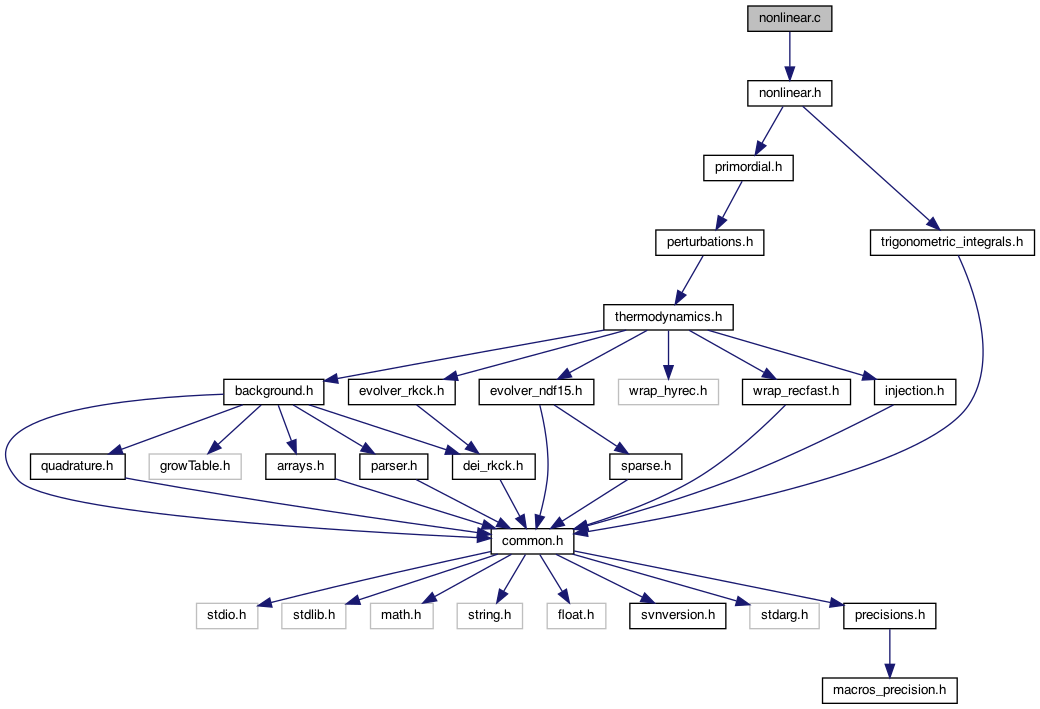 nonlinear.c
nonlinear.h
primordial.h
perturbations.h
trigonometric_integrals.h
thermodynamics.h
background.h
evolver_rkck.h
evolver_ndf15.h
wrap_hyrec.h
wrap_recfast.h
injection.h
quadrature.h
growTable.h
arrays.h
parser.h
dei_rkck.h
sparse.h
common.h
stdio.h
stdlib.h
math.h
string.h
float.h
svnversion.h
stdarg.h
precisions.h
macros_precision.h